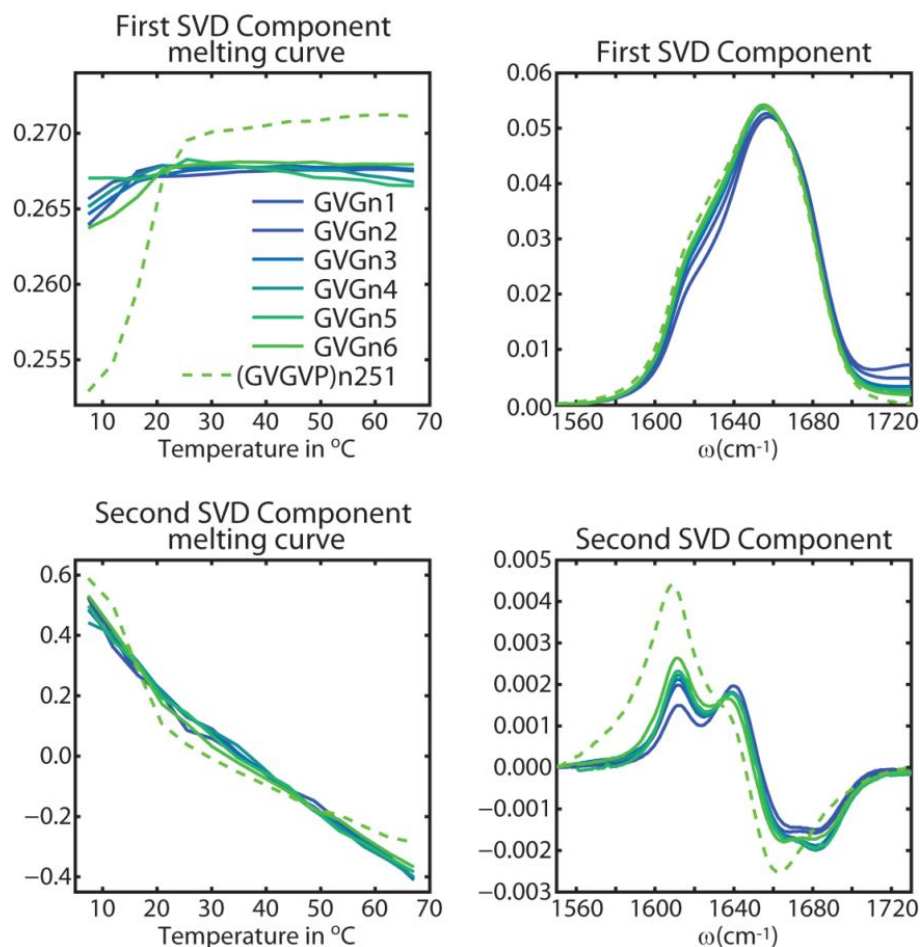 First SVD Component
melting curve
0.270
0.265
0.260
0.255
10 20 30 40 50 60 70
Temperature in ºC
GVGn1
GVGn2
GVGn3
GVGn4
GVGn5
GVGn6
(GVGVP)n251
First SVD Component
0.06
0.05
0.04
0.03
0.02
0.01
0.00
1560 1600 1640 1680 1720
ω(cm-1)
Second SVD Component
melting curve
0.6
0.4
0.2
0.0
−0.2
−0.4
10 20 30 40 50 60 70
Temperature in ºC
Second SVD Component
0.005
0.004
0.003
0.002
0.001
0.000
−0.001
−0.002
−0.003
1560 1600 1640 1680 1720
ω(cm-1)